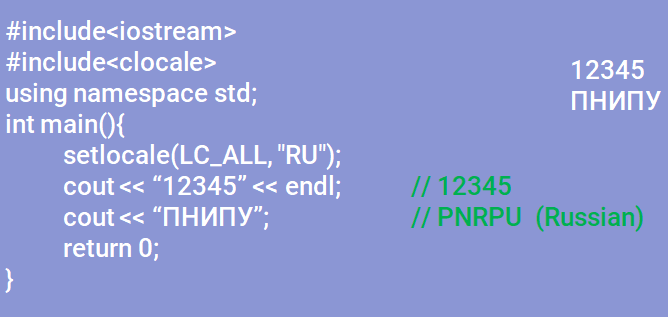 #include<iostream>
#include<clocale>
using namespace std;
int main(){
setlocale(LC_ALL, "RU");
cout << “12345” << endl; // 12345
cout << “ПНИПУ”; // PNRPU (Russian)
return 0;
}
12345
ПНИПУ